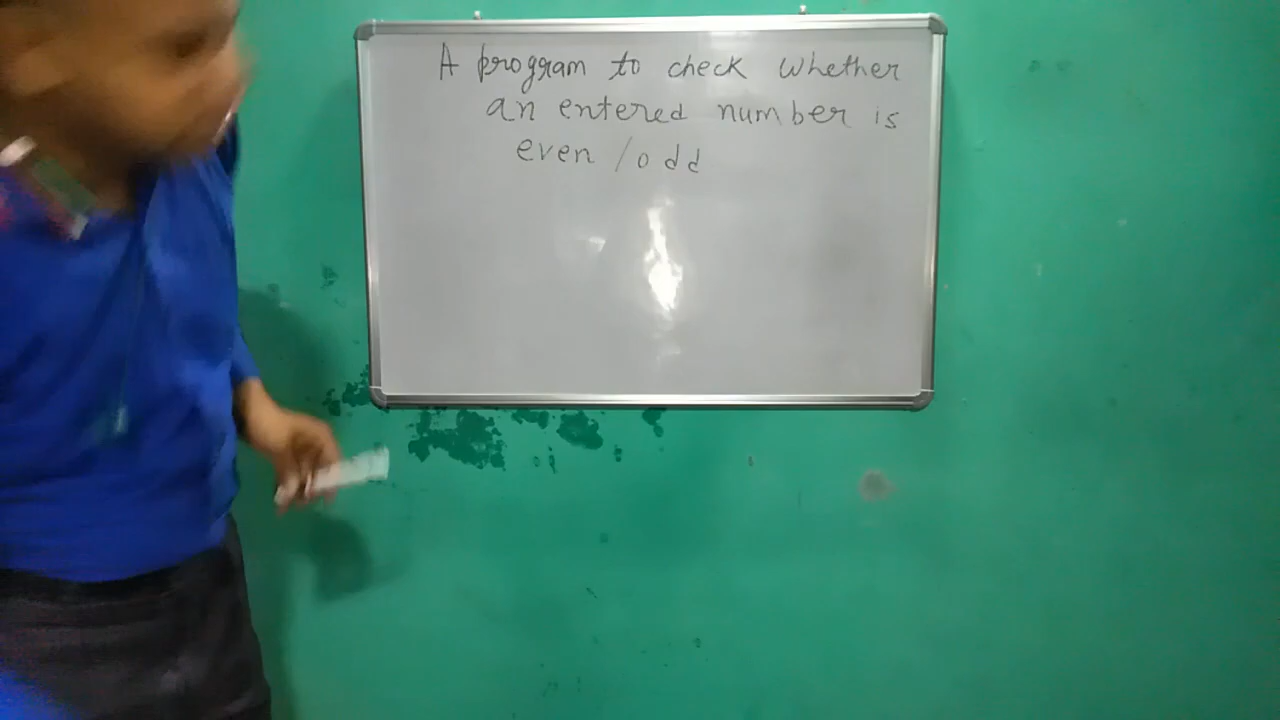 A program to check whether
an entered number is
even / odd